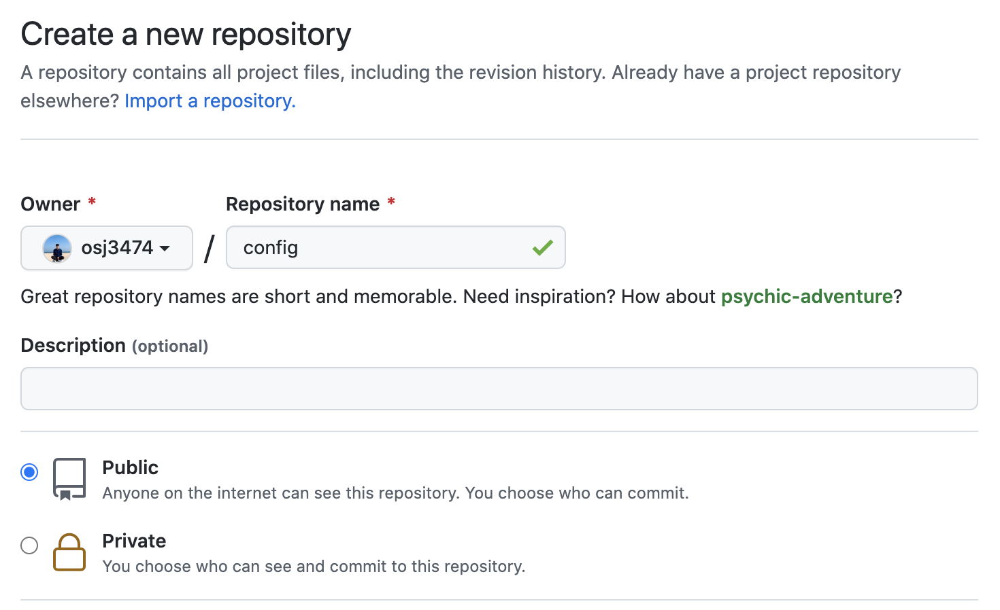 Create a new repository
A repository contains all project files, including the revision history. Already have a project repository
elsewhere? Import a repository.
Owner * Repository name *
osj3474 / config
Great repository names are short and memorable. Need inspiration? How about psychic-adventure?
Description (optional)
Public
Anyone on the internet can see this repository. You choose who can commit.
Private
You choose who can see and commit to this repository.